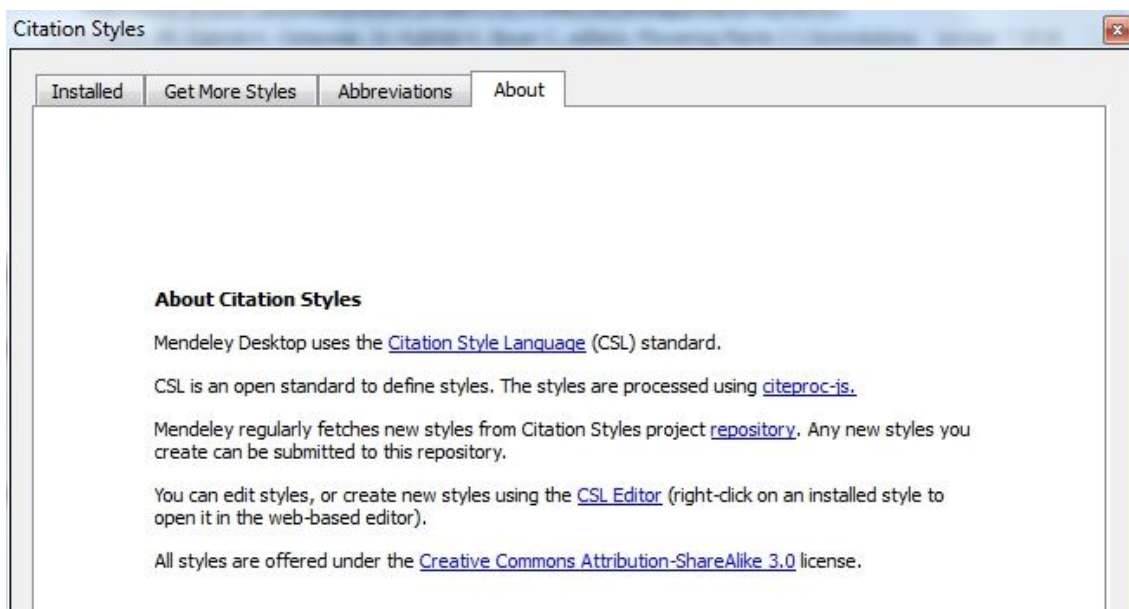 Citation Styles
Installed
Get More Styles
Abbreviations
About
About Citation Styles
Mendeley Desktop uses the Citation Style Language (CSL) standard.
CSL is an open standard to define styles. The styles are processed using citeproc-js.
Mendeley regularly fetches new styles from Citation Styles project repository. Any new styles you
create can be submitted to this repository.
You can edit styles, or create new styles using the CSL Editor (right-click on an installed style to
open it in the web-based editor).
All styles are offered under the Creative Commons Attribution-ShareAlike 3.0 license.